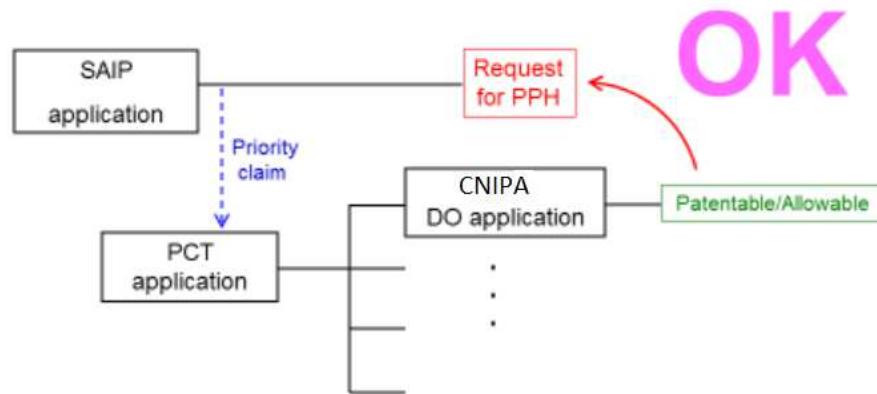 OK
SAIP
application
Request
for PPH
Priority
claim
CNIPA
DO application
Patentable/Allowable
PCT
application